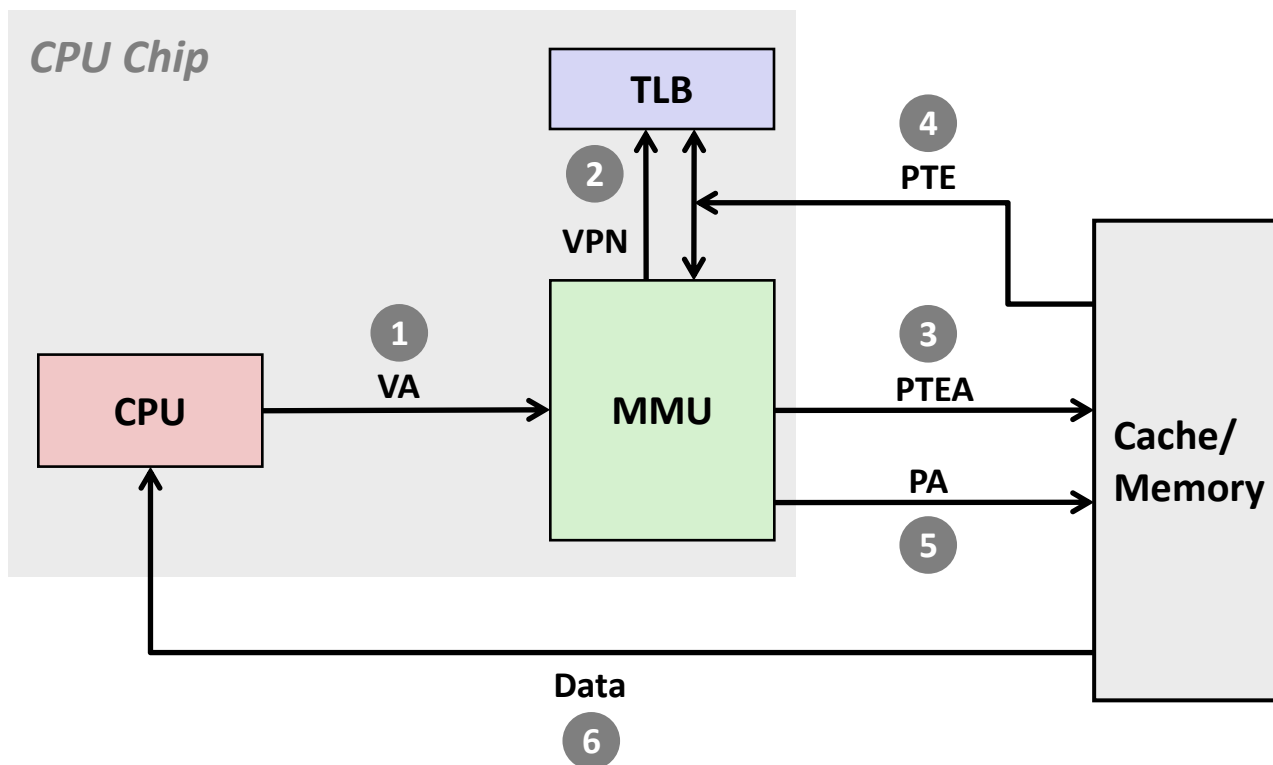 CPU Chip
TLB
4
PTE
2
VPN
1
VA
3
PTEA
CPU
MMU
Cache/
Memory
PA
5
Data
6